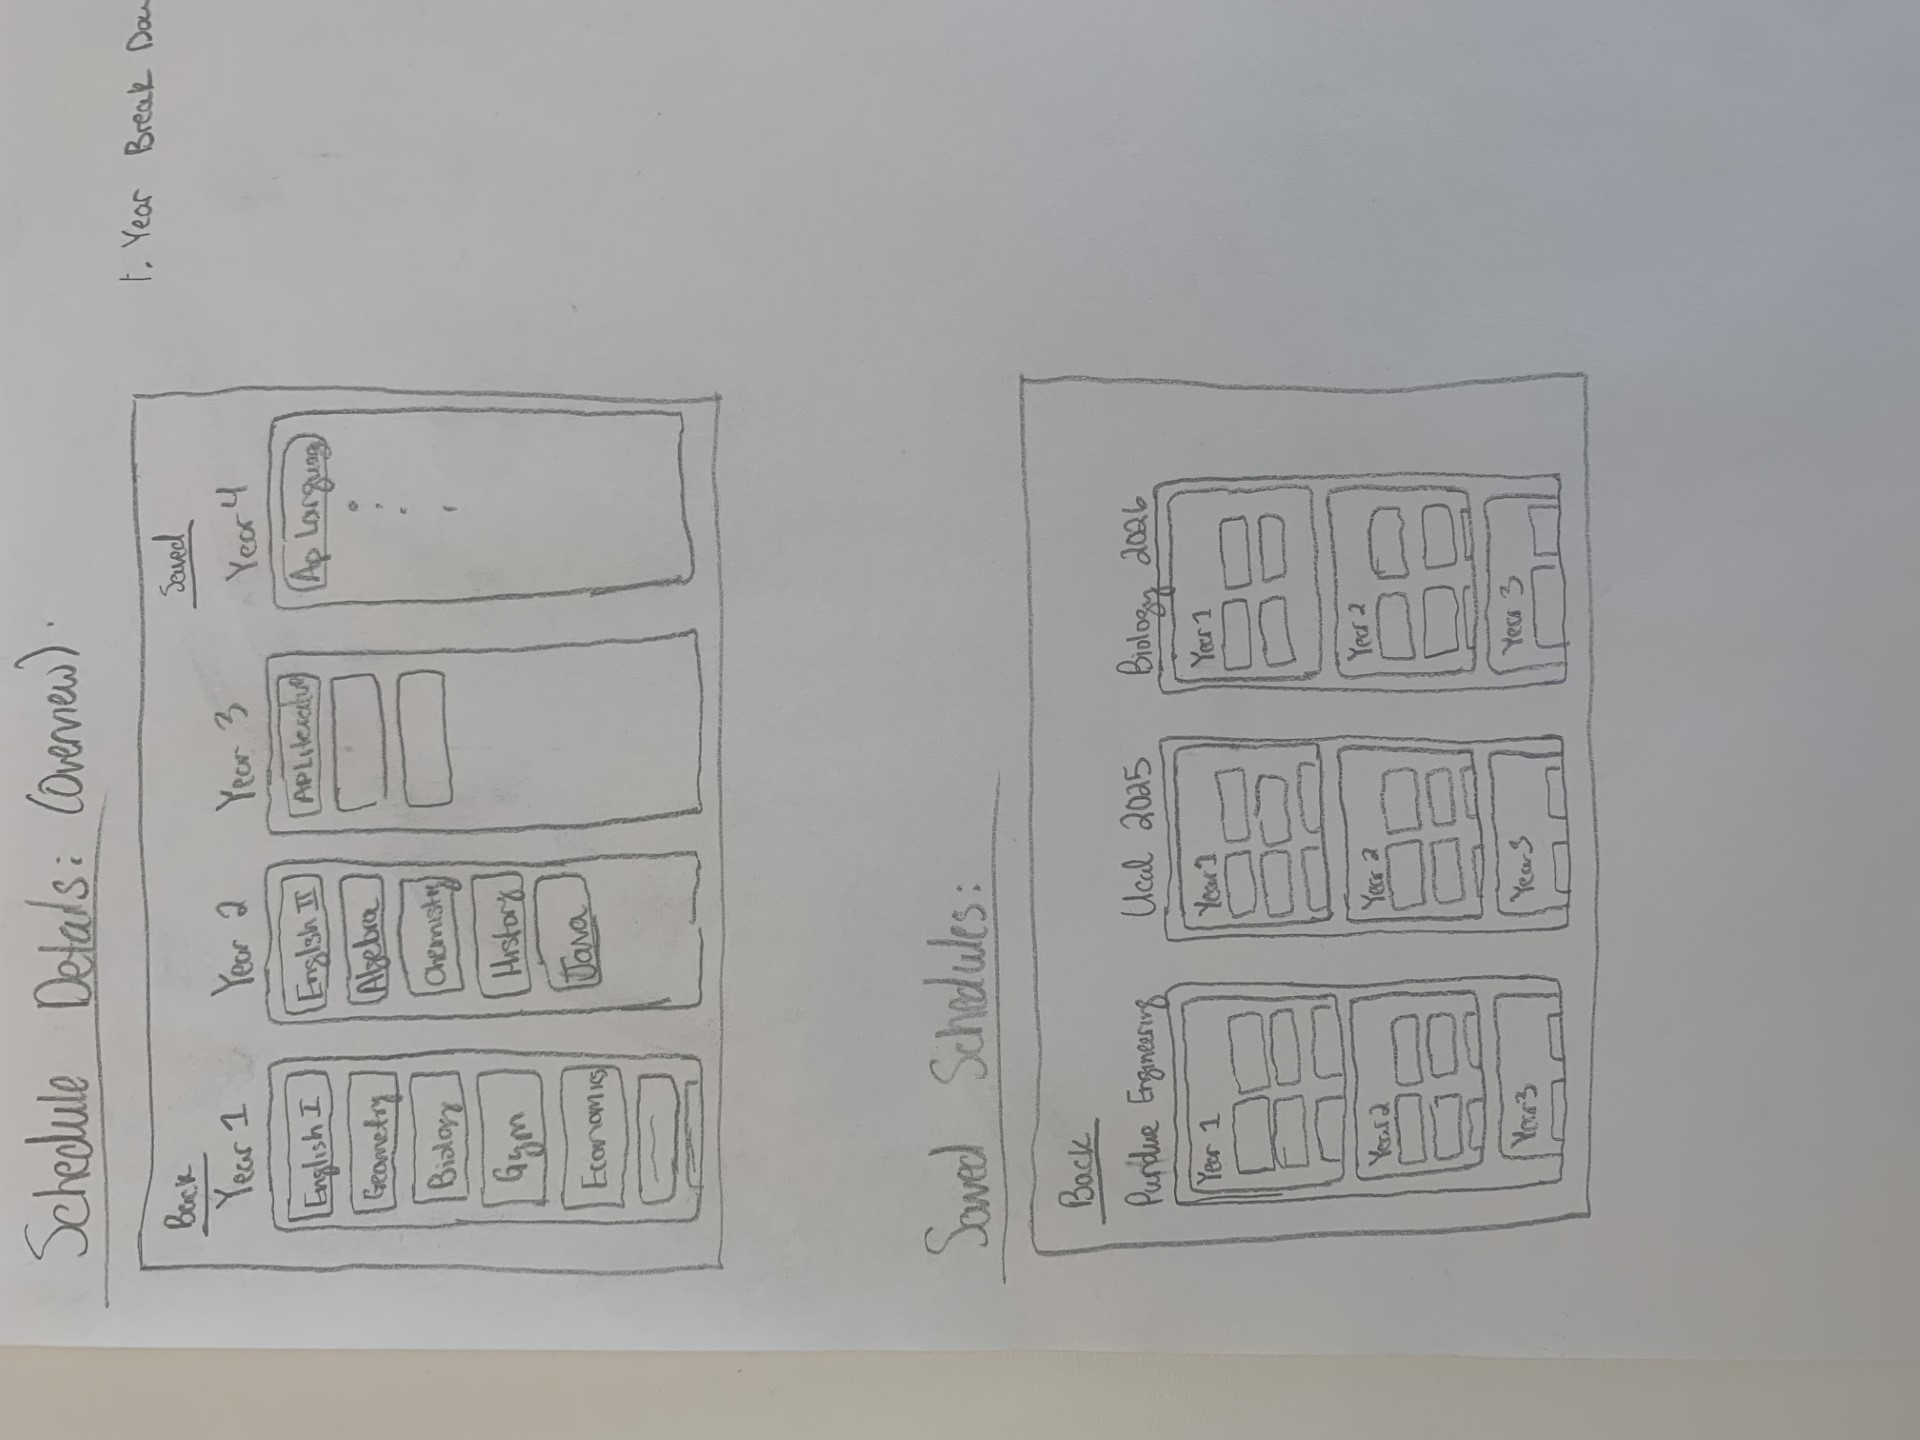 Schedule Details: (Overview).
1. Year Break Dow
Back
Saved
Year 1
Year 2
Year 3
Year 4
English I
Geometry
Biology
Gym
Economics
English II
Algebra
Chemistry
History
Java
AP Literature
Ap Languag
Saved Schedules:
Back
Purdue Engineering
Ucal 2025
Biology 2026
Year 1
Year 2
Year 3
Year 1
Year 2
Year 3
Year 1
Year 2
Year 3